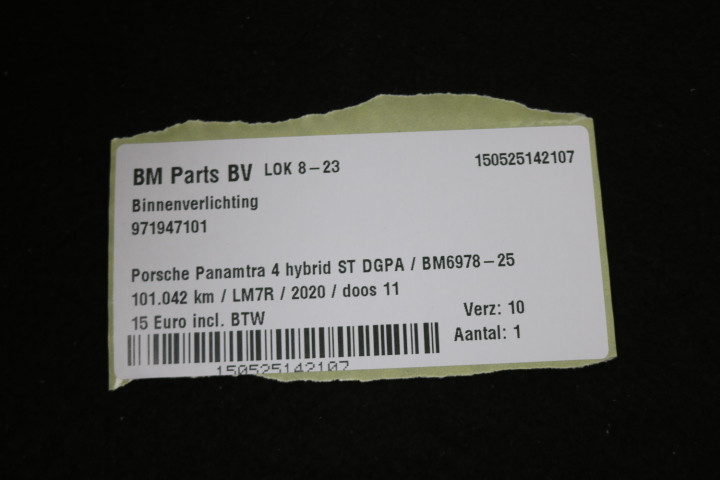 BM Parts BV LOK 8-23 150525142107
Binnenverlichting
971947101
Porsche Panamtra 4 hybrid ST DGPA / BM6978-25
101.042 km / LM7R / 2020 / doos 11
15 Euro incl. BTW Verz: 10
Aantal: 1
150525142107